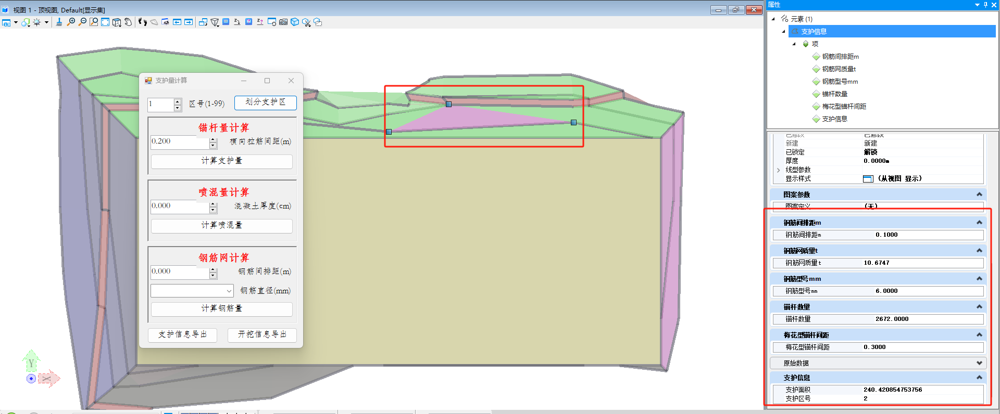 视图 1 - 顶视图, Default[显示集]
支护量计算
1
区号(1-99)
划分支护区
锚杆量计算
0.200
横向拉筋间距(m)
计算支护量
喷混量计算
0.000
混凝土厚度(cm)
计算喷混量
钢筋网计算
0.000
钢筋间排距(m)
钢筋直径(mm)
计算钢筋量
支护信息导出
开挖信息导出
Y
X
属性
元素 (1)
支护信息
项
钢筋间排距m
钢筋网质量t
钢筋型号mm
锚杆数量
梅花型锚杆间距
支护信息
已修改 已修改
新建 新建
已锁定 解锁
厚度 0.0000m
线型参数
显示样式 (从视图 显示)
图案参数
图案定义 (无)
钢筋间排距m
钢筋间排距m 0.1000
钢筋网质量t
钢筋网质量t 10.6747
钢筋型号mm
钢筋型号mm 6.0000
锚杆数量
锚杆数量 2672.0000
梅花型锚杆间距
梅花型锚杆间距 0.3000
原始数据
支护信息
支护面积 240.420854753756
支护区号 2